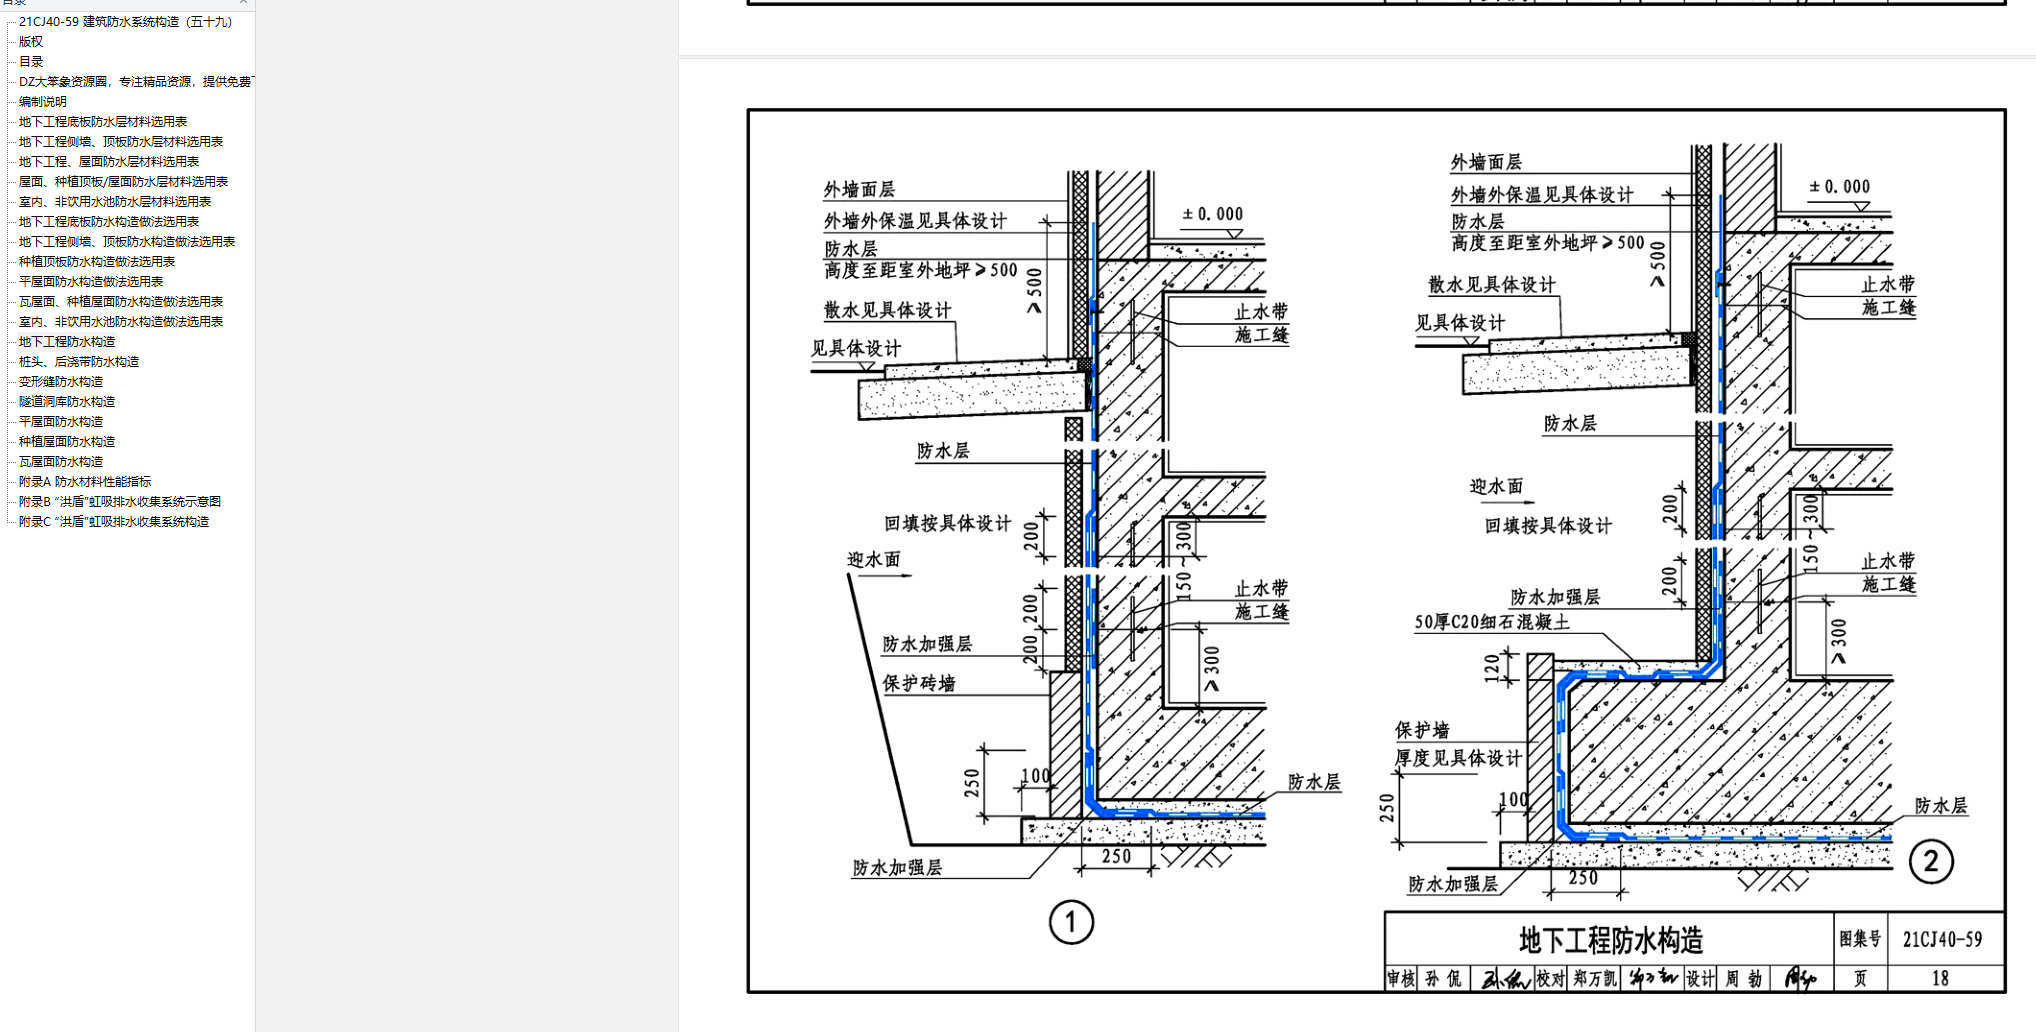 目录
21CJ40-59 建筑防水系统构造（五十九）
版权
目录
DZ大笨象资源圈，专注精品资源，提供免费
编制说明
地下工程底板防水层材料选用表
地下工程侧墙、顶板防水层材料选用表
地下工程、屋面防水层材料选用表
屋面、种植顶板/屋面防水层材料选用表
室内、非饮用水池防水层材料选用表
地下工程底板防水构造做法选用表
地下工程侧墙、顶板防水构造做法选用表
种植顶板防水构造做法选用表
平屋面防水构造做法选用表
瓦屋面、种植屋面防水构造做法选用表
室内、非饮用水池防水构造做法选用表
地下工程防水构造
桩头、后浇带防水构造
变形缝防水构造
隧道洞库防水构造
平屋面防水构造
种植屋面防水构造
瓦屋面防水构造
附录A 防水材料性能指标
附录B “洪盾”虹吸排水收集系统示意图
附录C “洪盾”虹吸排水收集系统构造
外墙面层
外墙外保温见具体设计
防水层
高度至距室外地坪≥500
散水见具体设计
见具体设计
±0.000
≥500
止水带
施工缝
防水层
回填按具体设计
迎水面
200
150~300
200
200
止水带
施工缝
防水加强层
保护砖墙
≥300
250
100
防水层
250
防水加强层
1
外墙面层
外墙外保温见具体设计
防水层
高度至距室外地坪≥500
散水见具体设计
见具体设计
±0.000
≥500
止水带
施工缝
防水层
迎水面
回填按具体设计
200
150~300
200
止水带
施工缝
防水加强层
50厚C20细石混凝土
120
≥300
保护墙
厚度见具体设计
250
100
防水层
250
防水加强层
2
地下工程防水构造
图集号
21CJ40-59
审核 孙侃 校对 郑万凯 设计 周勃
页
18